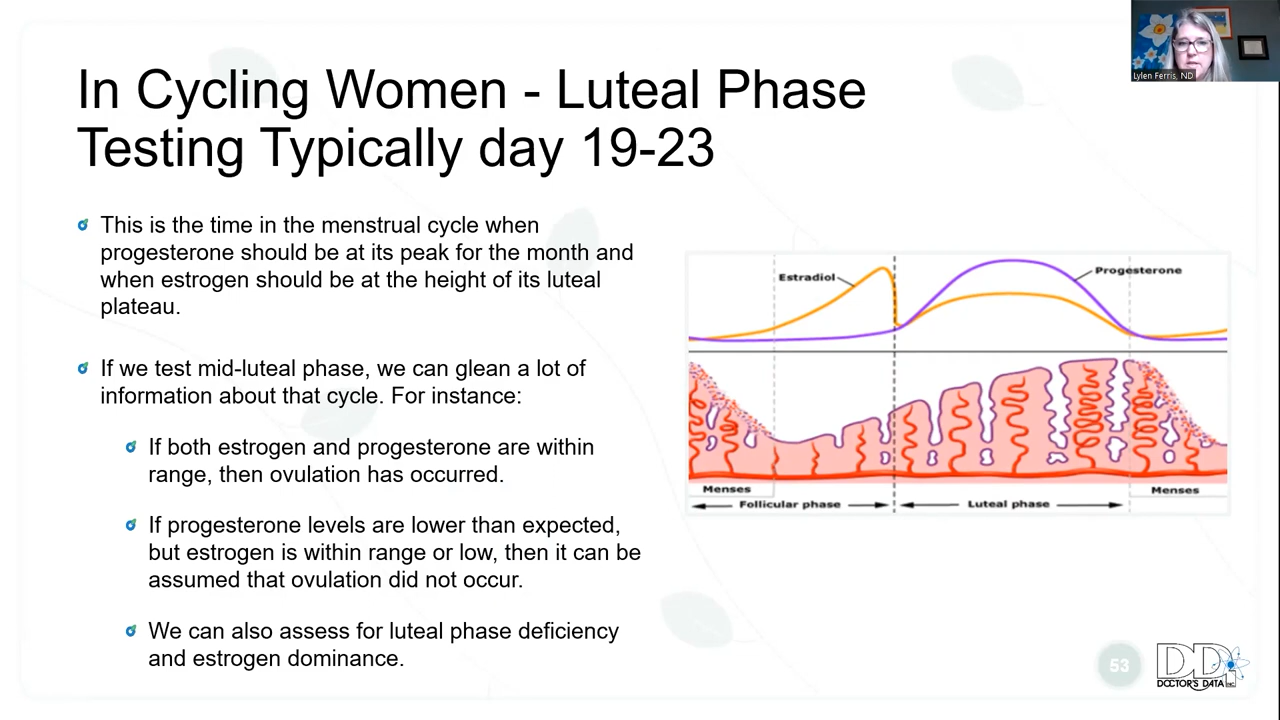 Lylen Ferris, ND
In Cycling Women - Luteal Phase
Testing Typically day 19-23
This is the time in the menstrual cycle when
progesterone should be at its peak for the month and
when estrogen should be at the height of its luteal
plateau.
If we test mid-luteal phase, we can glean a lot of
information about that cycle. For instance:
If both estrogen and progesterone are within
range, then ovulation has occurred.
If progesterone levels are lower than expected,
but estrogen is within range or low, then it can be
assumed that ovulation did not occur.
We can also assess for luteal phase deficiency
and estrogen dominance.
Estradiol
Progesterone
Menses
Follicular phase
Luteal phase
Menses
53
DDI
DOCTOR'S DATA INC.